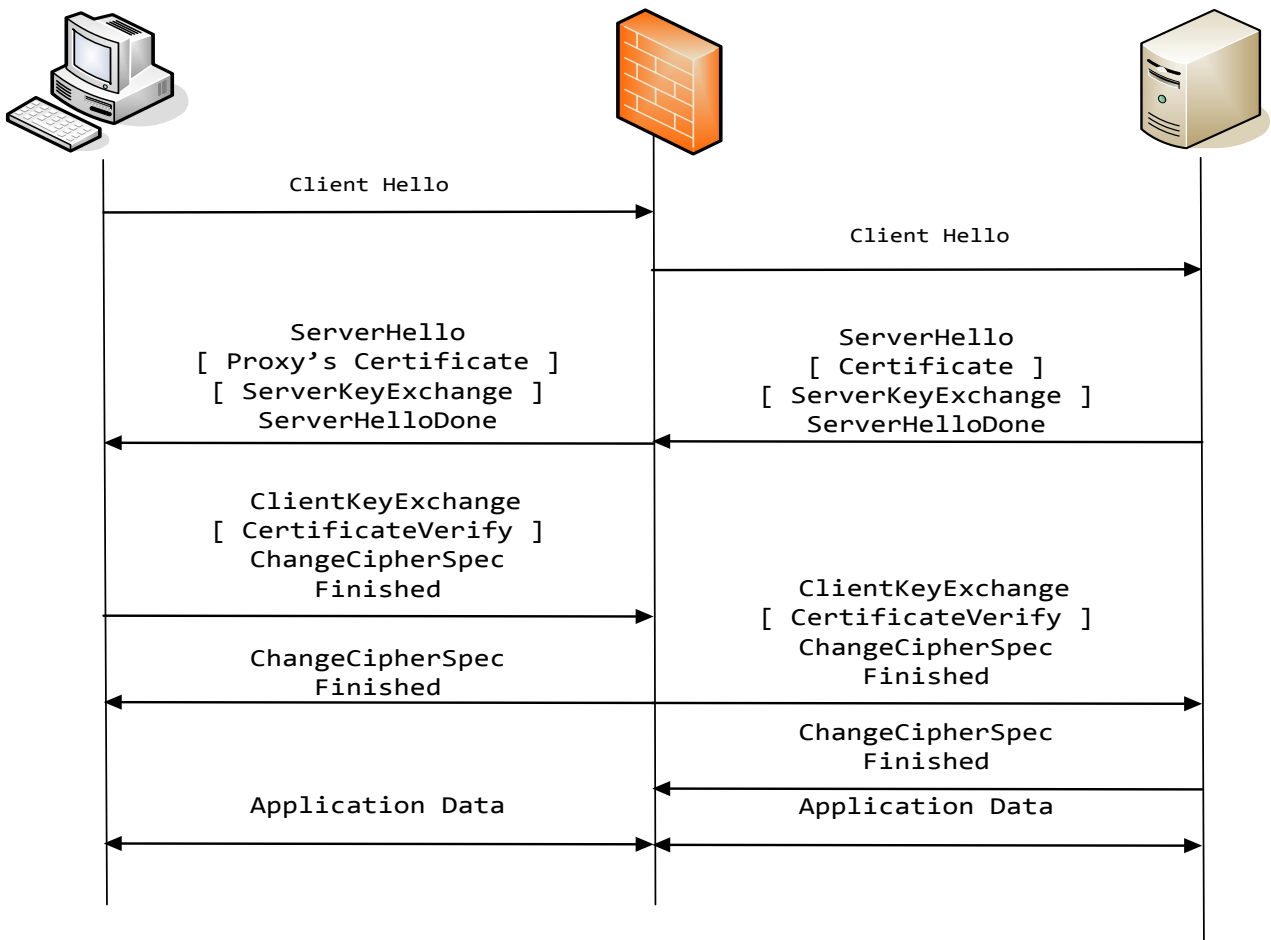 Client Hello
Client Hello
ServerHello
[ Proxy’s Certificate ]
[ ServerKeyExchange ]
ServerHelloDone
ServerHello
[ Certificate ]
[ ServerKeyExchange ]
ServerHelloDone
ClientKeyExchange
[ CertificateVerify ]
ChangeCipherSpec
Finished
ClientKeyExchange
[ CertificateVerify ]
ChangeCipherSpec
Finished
ChangeCipherSpec
Finished
ChangeCipherSpec
Finished
Application Data
Application Data